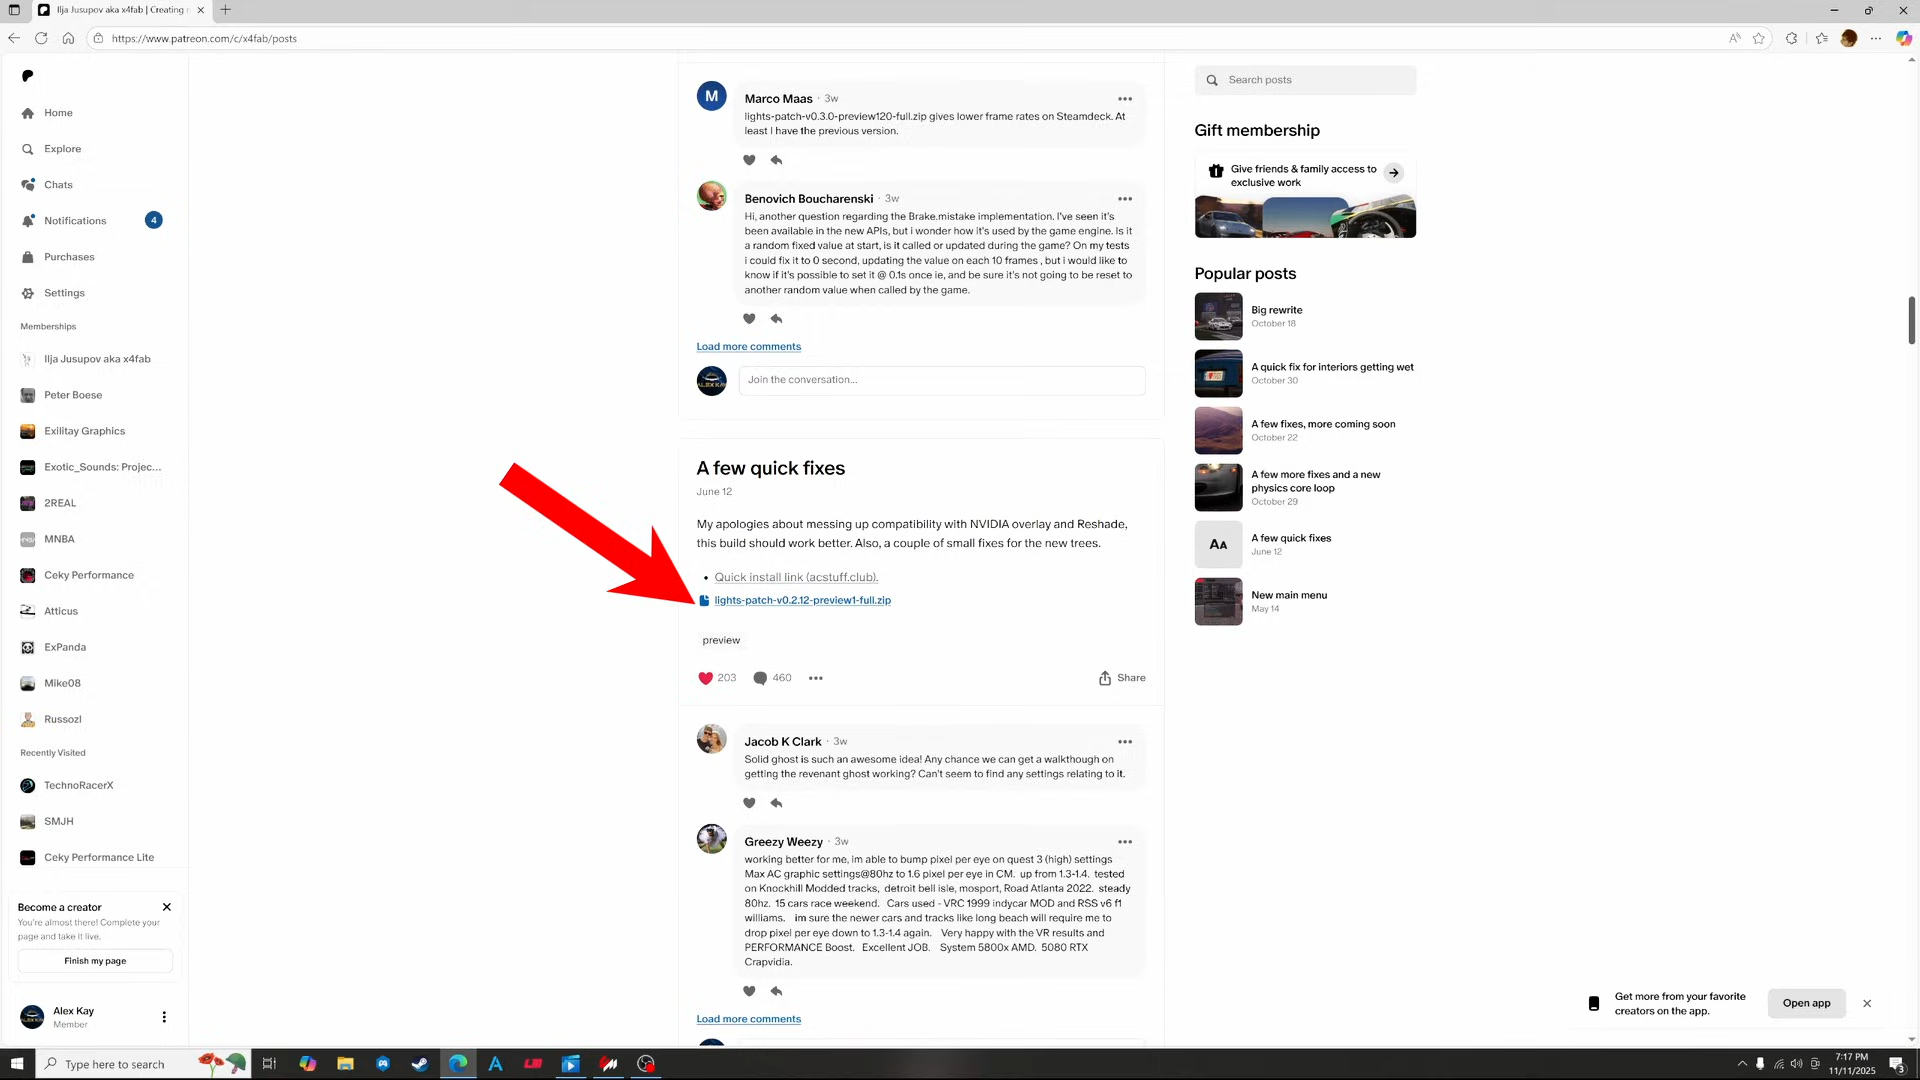 Ilja Jusupov aka x4fab | Creating
https://www.patreon.com/c/x4fab/posts
Home
Explore
Chats
Notifications
4
Purchases
Settings
Memberships
Ilja Jusupov aka x4fab
Peter Boese
Exilitay Graphics
Exotic_Sounds: Projec...
2REAL
MNBA
Ceky Performance
Atticus
ExPanda
Mike08
Russozl
Recently Visited
TechnoRacerX
SMJH
Ceky Performance Lite
Become a creator
You're almost there! Complete your
page and take it live.
Finish my page
Alex Kay
Member
M
Marco Maas · 3w
lights-patch-v0.3.0-preview120-full.zip gives lower frame rates on Steamdeck. At
least I have the previous version.
Benovich Boucharenski · 3w
Hi, another question regarding the Brake.mistake implementation. I've seen it's
been available in the new APIs, but i wonder how it's used by the game engine. Is it
a random fixed value at start, is it called or updated during the game? On my tests
i could fix it to 0 second, updating the value on each 10 frames , but i would like to
know if it's possible to set it @ 0.1s once ie, and be sure it's not going to be reset to
another random value when called by the game.
Load more comments
ALEX KAY
Join the conversation...
A few quick fixes
June 12
My apologies about messing up compatibility with NVIDIA overlay and Reshade,
this build should work better. Also, a couple of small fixes for the new trees.
• Quick install link (acstuff.club).
lights-patch-v0.2.12-preview1-full.zip
preview
203
460
Share
Jacob K Clark · 3w
Solid ghost is such an awesome idea! Any chance we can get a walkthough on
getting the revenant ghost working? Can't seem to find any settings relating to it.
Greezy Weezy · 3w
working better for me, im able to bump pixel per eye on quest 3 (high) settings
Max AC graphic settings@80hz to 1.6 pixel per eye in CM. up from 1.3-1.4. tested
on Knockhill Modded tracks, detroit bell isle, mosport, Road Atlanta 2022. steady
80hz. 15 cars race weekend. Cars used - VRC 1999 indycar MOD and RSS v6 f1
williams. im sure the newer cars and tracks like long beach will require me to
drop pixel per eye down to 1.3-1.4 again. Very happy with the VR results and
PERFORMANCE Boost. Excellent JOB. System 5800x AMD. 5080 RTX
Crapvidia.
Load more comments
Search posts
Gift membership
Give friends & family access to
exclusive work
Popular posts
Big rewrite
October 18
A quick fix for interiors getting wet
October 30
A few fixes, more coming soon
October 22
A few more fixes and a new
physics core loop
October 29
AA
A few quick fixes
June 12
New main menu
May 14
Get more from your favorite
creators on the app.
Open app
Type here to search
7:17 PM
11/11/2025
3